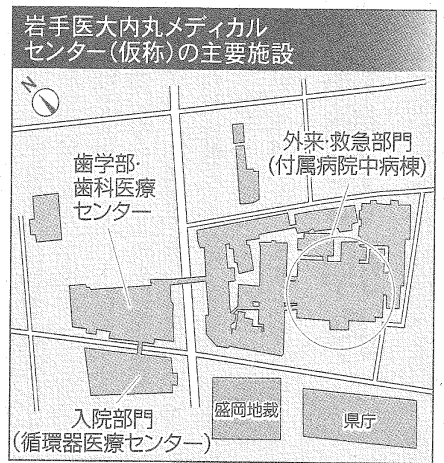 岩手医大内丸メディカル
センター(仮称)の主要施設
N
外来・救急部門
(付属病院中病棟)
歯学部・
歯科医療
センター
入院部門
(循環器医療センター)
盛岡地裁
県庁